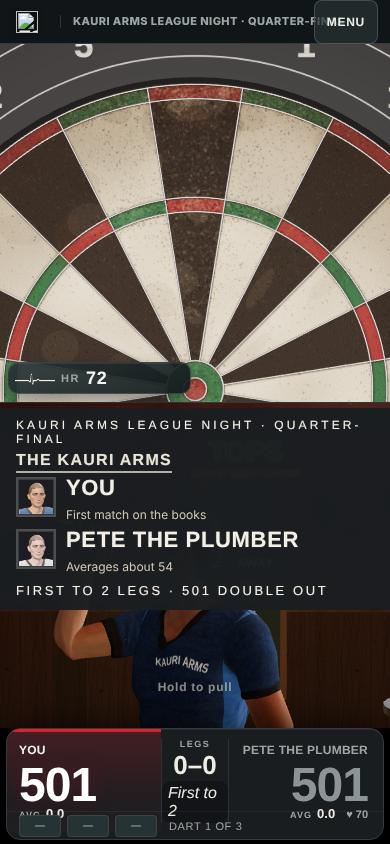 KAURI ARMS LEAGUE NIGHT · QUARTER-FIN
MENU
5
1
HR 72
KAURI ARMS LEAGUE NIGHT · QUARTER-
FINAL
THE KAURI ARMS
YOU
First match on the books
PETE THE PLUMBER
Averages about 54
FIRST TO 2 LEGS · 501 DOUBLE OUT
KAURI ARMS
Hold to pull
YOU
501
AVG 0.0
LEGS
0–0
First to
2
DART 1 OF 3
PETE THE PLUMBER
501
AVG 0.0 ♥ 70